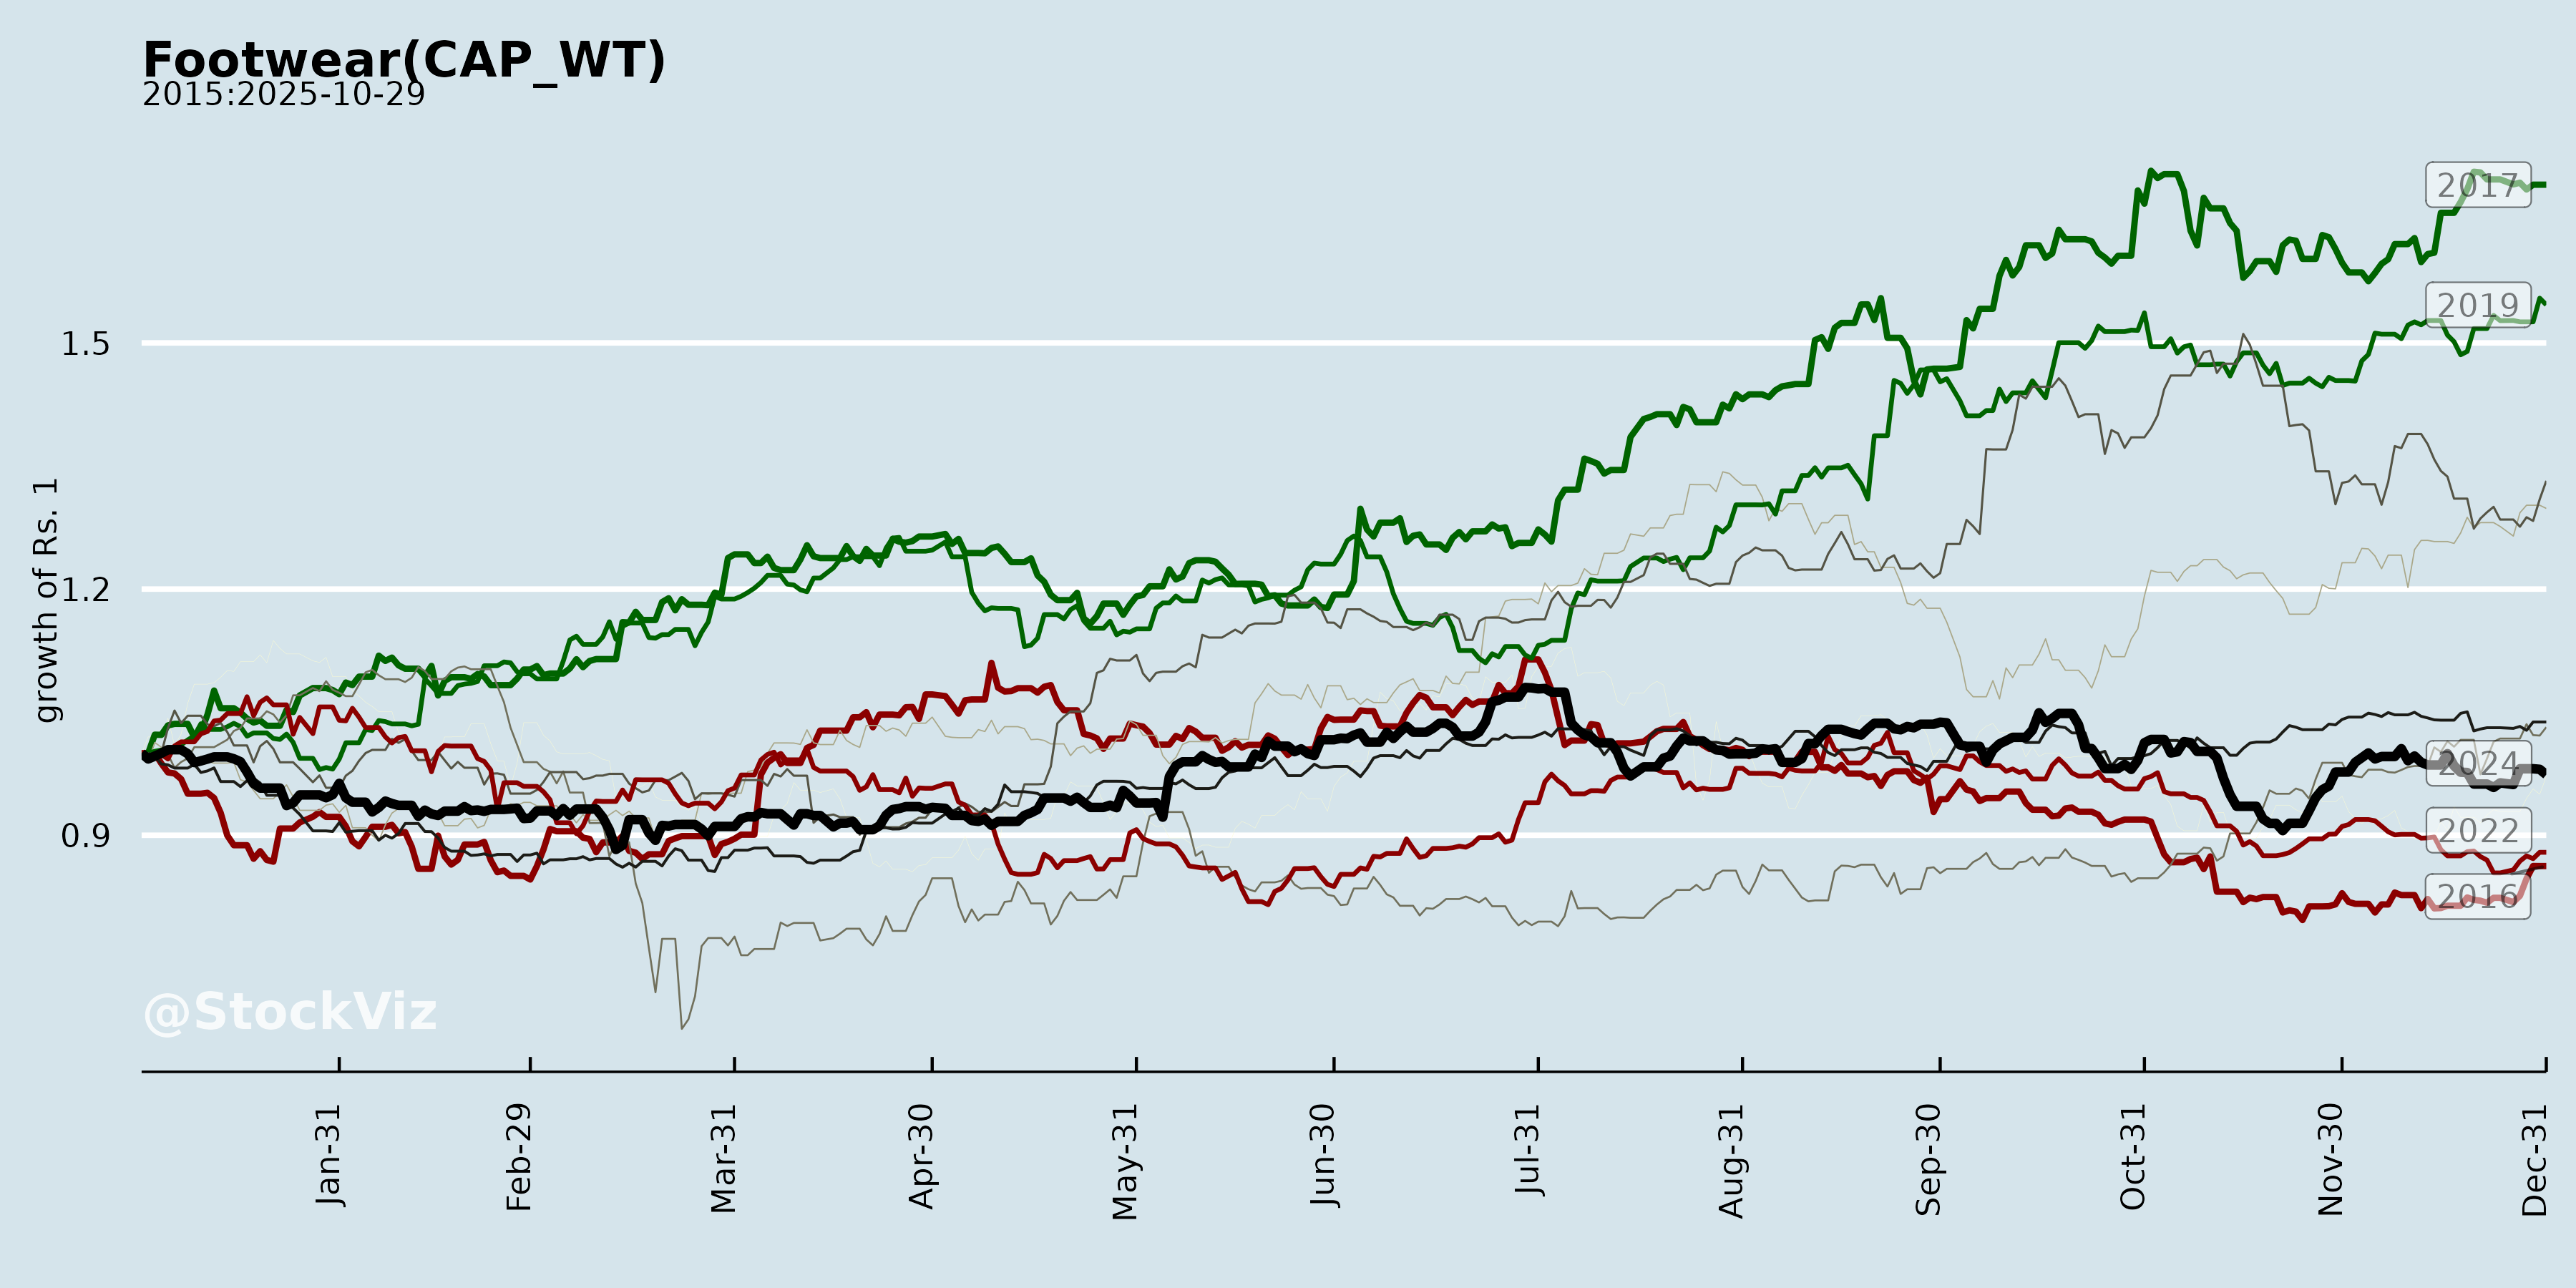 Footwear(CAP_WT)
2015:2025-10-29
growth of Rs. 1
1.5
1.2
0.9
2017
2019
2024
2022
2016
@StockViz
Jan-31
Feb-29
Mar-31
Apr-30
May-31
Jun-30
Jul-31
Aug-31
Sep-30
Oct-31
Nov-30
Dec-31